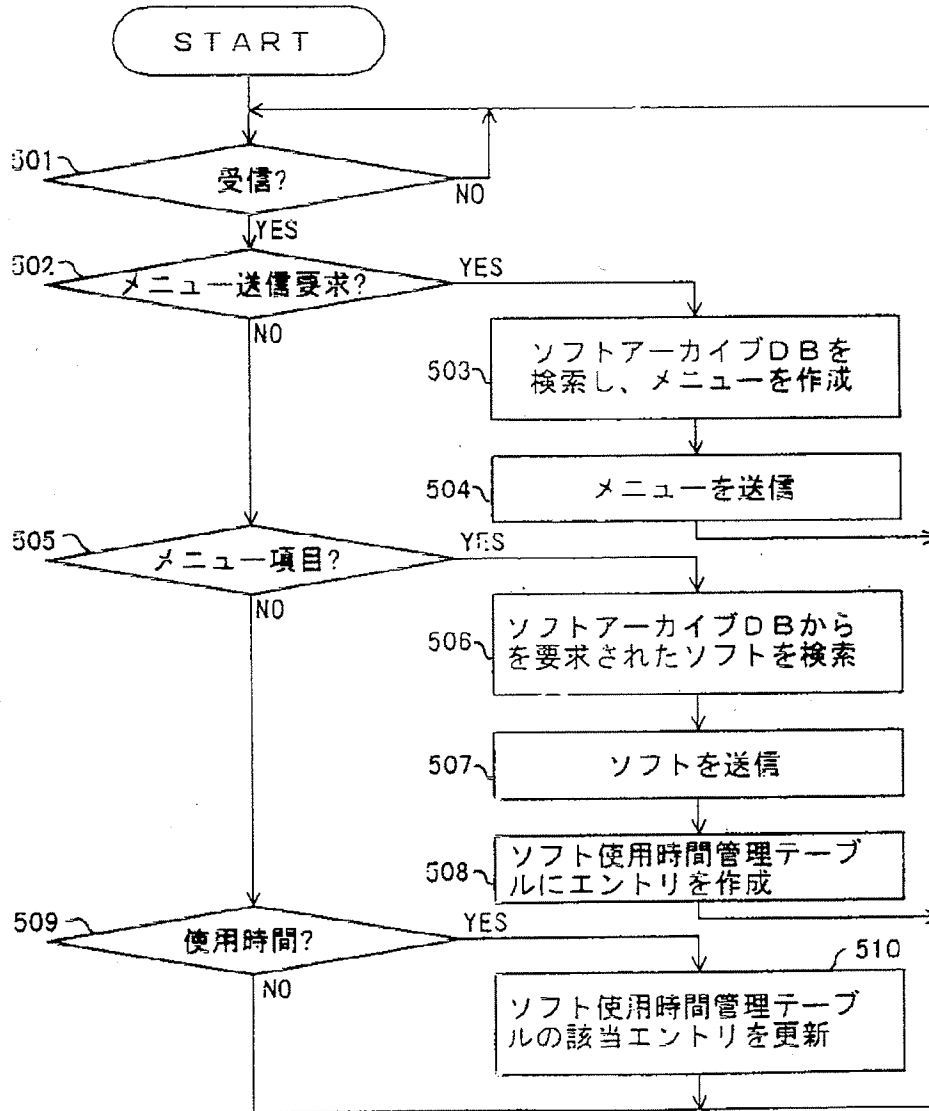 START
501
受信?
NO
YES
502
メニュー送信要求?
YES
NO
503
ソフトアーカイブDBを
検索し、メニューを作成
504
メニューを送信
505
メニュー項目?
YES
NO
506
ソフトアーカイブDBから
を要求されたソフトを検索
507
ソフトを送信
508
ソフト使用時間管理テーブ
ルにエントリを作成
509
使用時間?
YES
NO
510
ソフト使用時間管理テーブ
ルの該当エントリを更新